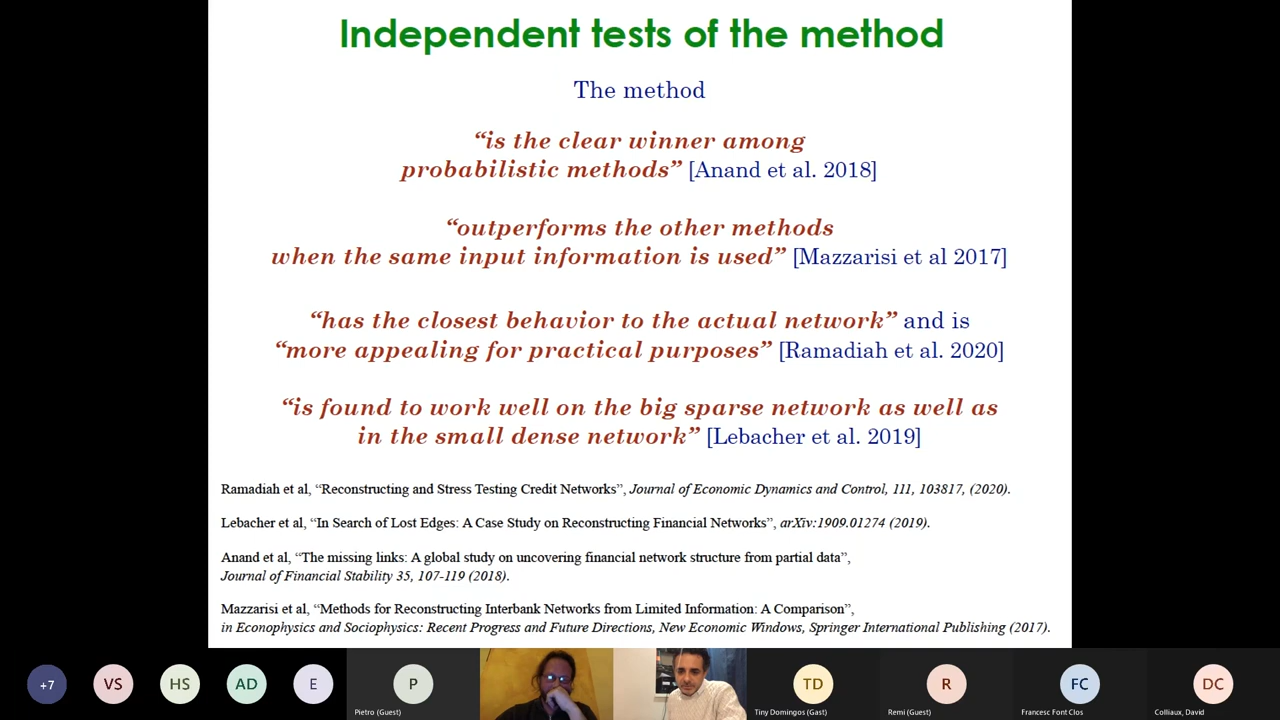 Independent tests of the method
The method
“is the clear winner among
probabilistic methods” [Anand et al. 2018]
“outperforms the other methods
when the same input information is used” [Mazzarisi et al 2017]
“has the closest behavior to the actual network” and is
“more appealing for practical purposes” [Ramadiah et al. 2020]
“is found to work well on the big sparse network as well as
in the small dense network” [Lebacher et al. 2019]
Ramadiah et al, “Reconstructing and Stress Testing Credit Networks”, Journal of Economic Dynamics and Control, 111, 103817, (2020).
Lebacher et al, “In Search of Lost Edges: A Case Study on Reconstructing Financial Networks”, arXiv:1909.01274 (2019).
Anand et al, “The missing links: A global study on uncovering financial network structure from partial data”,
Journal of Financial Stability 35, 107-119 (2018).
Mazzarisi et al, “Methods for Reconstructing Interbank Networks from Limited Information: A Comparison”,
in Econophysics and Sociophysics: Recent Progress and Future Directions, New Economic Windows, Springer International Publishing (2017).
+7 VS HS AD E P TD R FC DC
Pietro (Guest) Tiny Domingos (Gast) Remi (Guest) Francesc Font Clos Colliaux, David